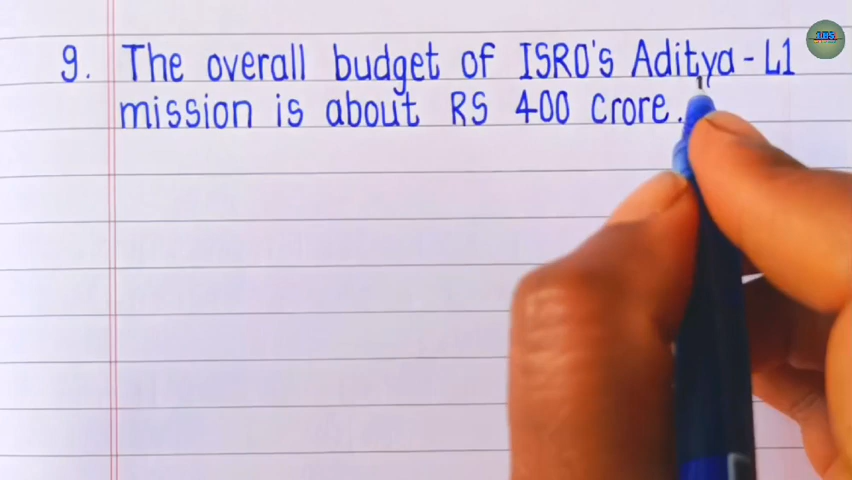 9. The overall budget of ISRO's Aditya-L1
mission is about RS 400 Crore.